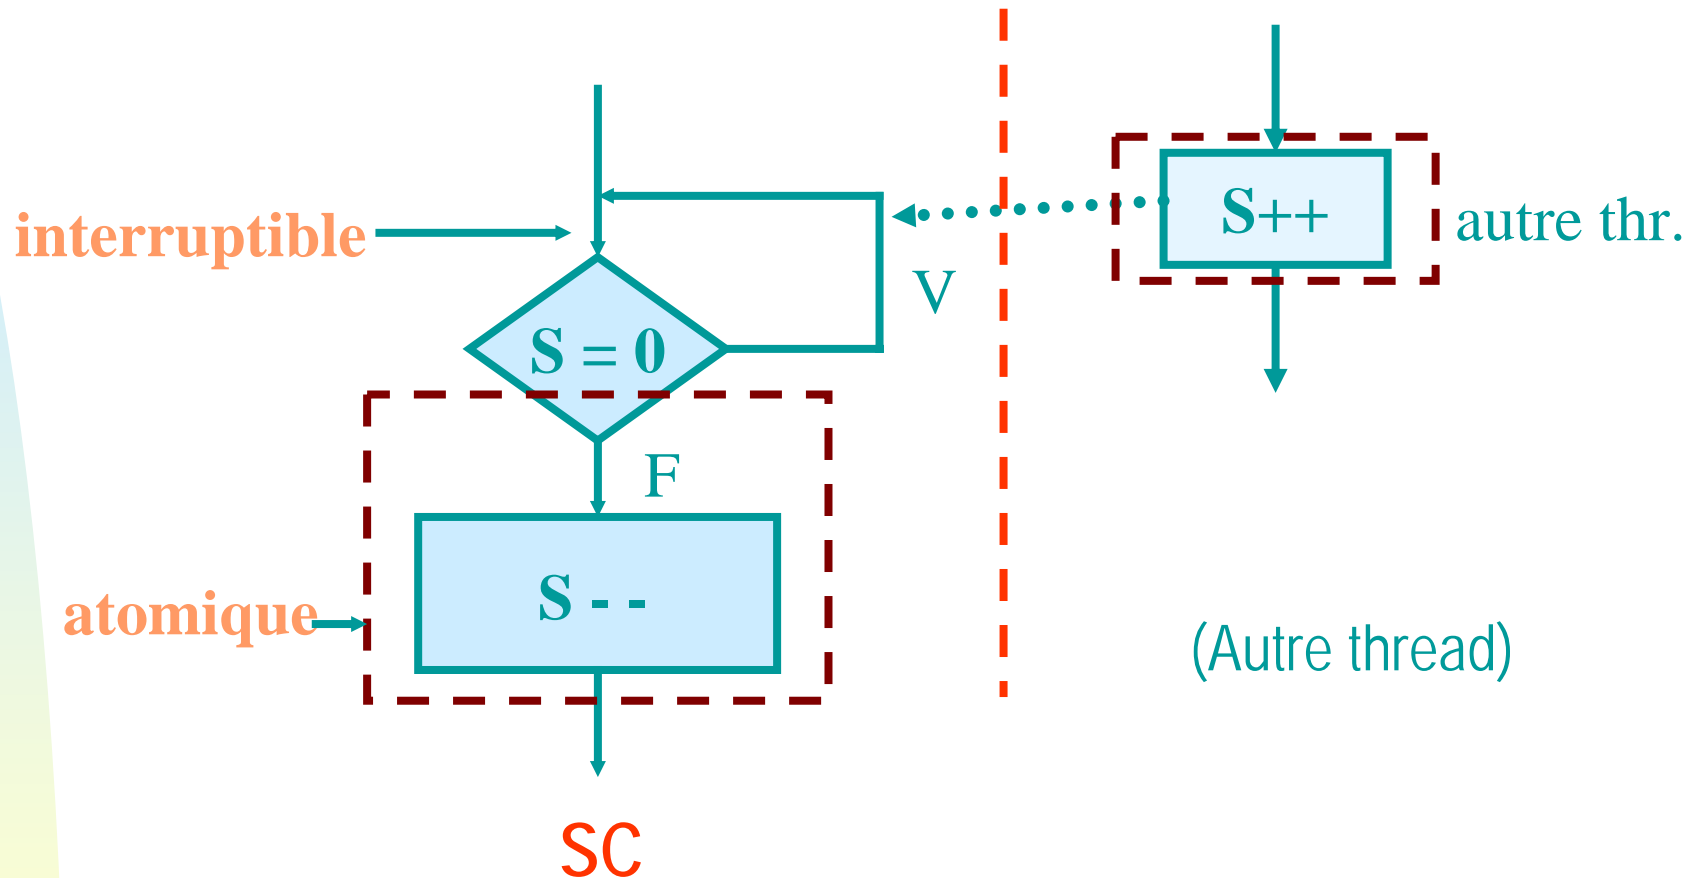 S++
autre thr.
interruptible
V
S = 0
F
S - -
atomique
(Autre thread)
SC